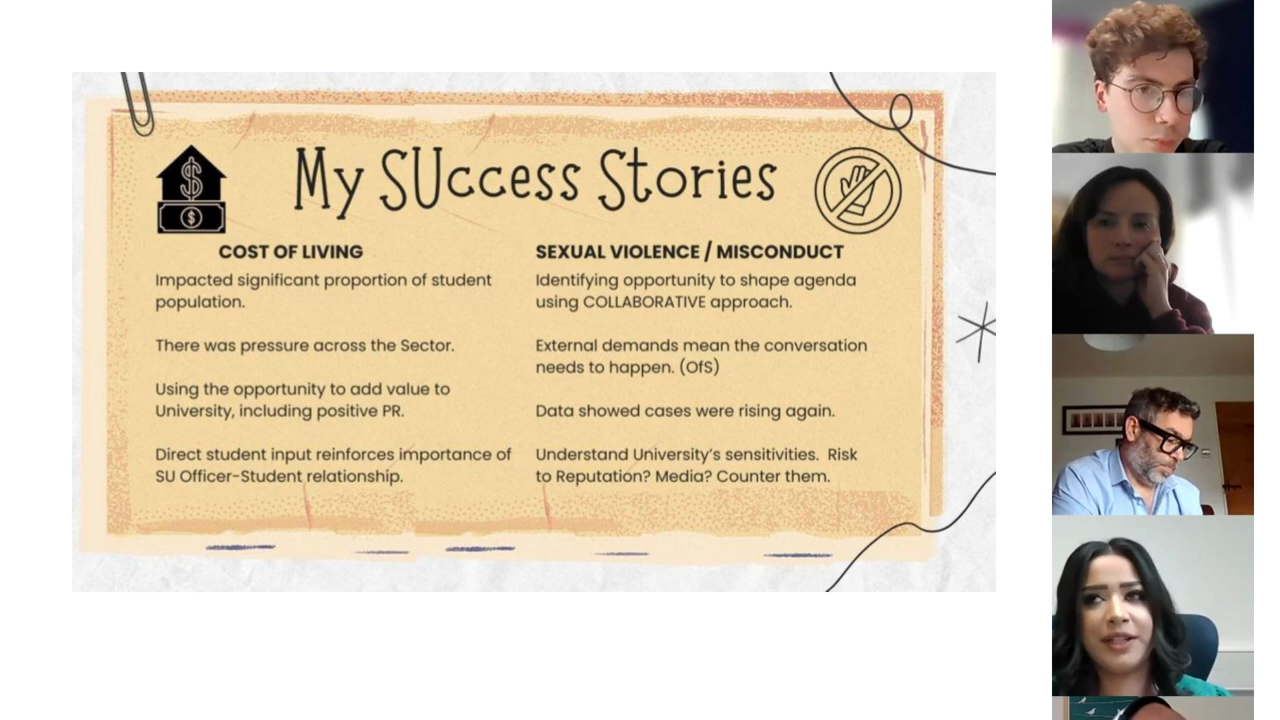 My SUccess Stories
COST OF LIVING
Impacted significant proportion of student
population.
There was pressure across the Sector.
Using the opportunity to add value to
University, including positive PR.
Direct student input reinforces importance of
SU Officer-Student relationship.
SEXUAL VIOLENCE / MISCONDUCT
Identifying opportunity to shape agenda
using COLLABORATIVE approach.
External demands mean the conversation
needs to happen. (OfS)
Data showed cases were rising again.
Understand University's sensitivities.  Risk
to Reputation? Media? Counter them.